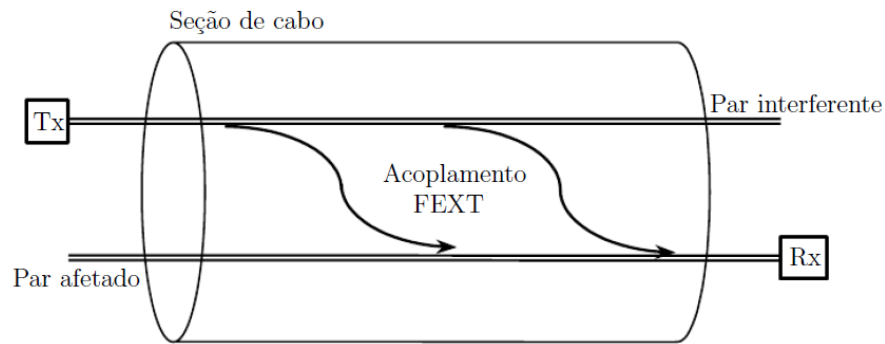 Seção de cabo
Tx
Par interferente
Acoplamento
FEXT
Par afetado
Rx